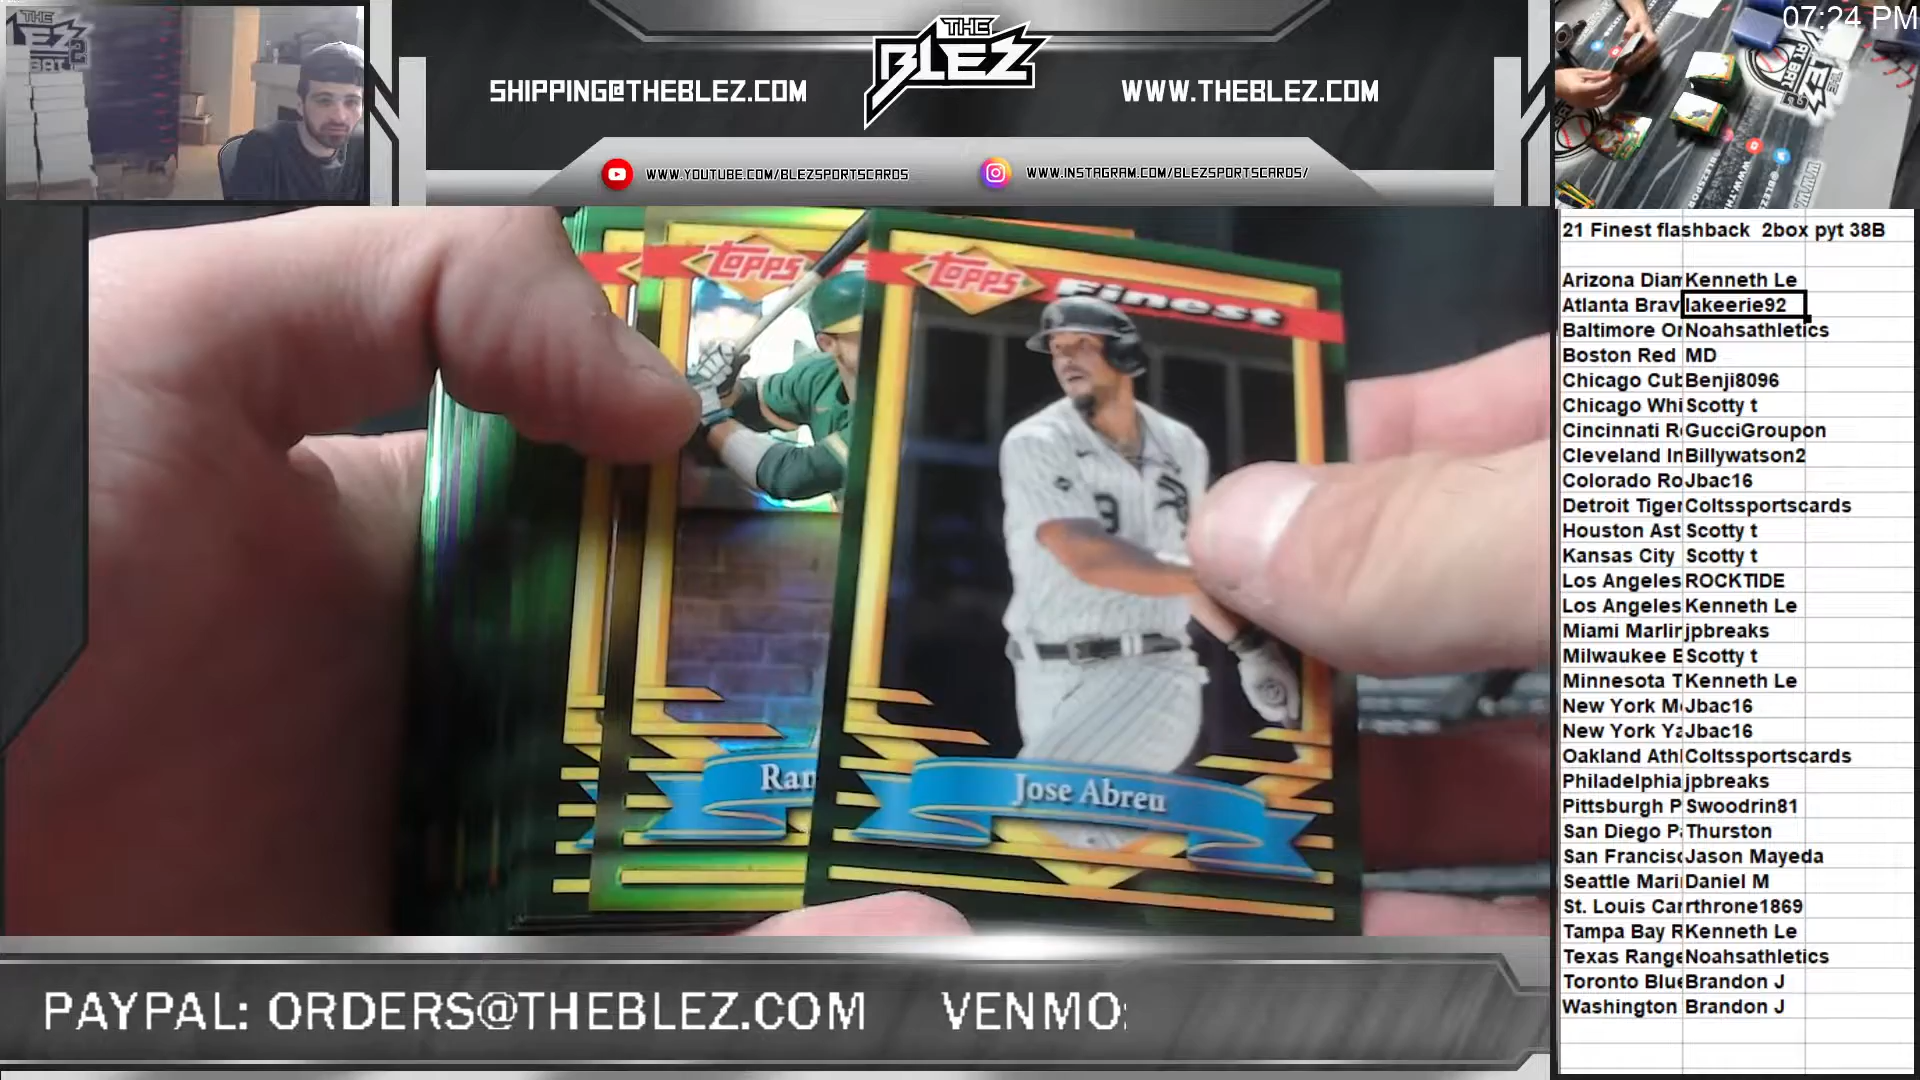 THE
BLEZ
SHIPPING@THEBLEZ.COM
WWW.THEBLEZ.COM
WWW.YOUTUBE.COM/BLEZSPORTSCARDS
WWW.INSTAGRAM.COM/BLEZSPORTSCARDS/
07:24 PM
Topps
Topps Finest
9
Ran
Jose Abreu
21 Finest flashback 2box pyt 38B
Arizona Diam Kenneth Le
Atlanta Brav lakeerie92
Baltimore Or Noahsathletics
Boston Red MD
Chicago Cub Benji8096
Chicago Whi Scotty t
Cincinnati R GucciGroupon
Cleveland In Billywatson2
Colorado Ro Jbac16
Detroit Tiger Coltssportscards
Houston Ast Scotty t
Kansas City Scotty t
Los Angeles ROCKTIDE
Los Angeles Kenneth Le
Miami Marlin jpbreaks
Milwaukee B Scotty t
Minnesota T Kenneth Le
New York M Jbac16
New York Ya Jbac16
Oakland Athl Coltssportscards
Philadelphia jpbreaks
Pittsburgh P Swoodrin81
San Diego P Thurston
San Francisc Jason Mayeda
Seattle Mari Daniel M
St. Louis Car rthrone1869
Tampa Bay R Kenneth Le
Texas Range Noahsathletics
Toronto Blue Brandon J
Washington Brandon J
PAYPAL: ORDERS@THEBLEZ.COM VENMO: